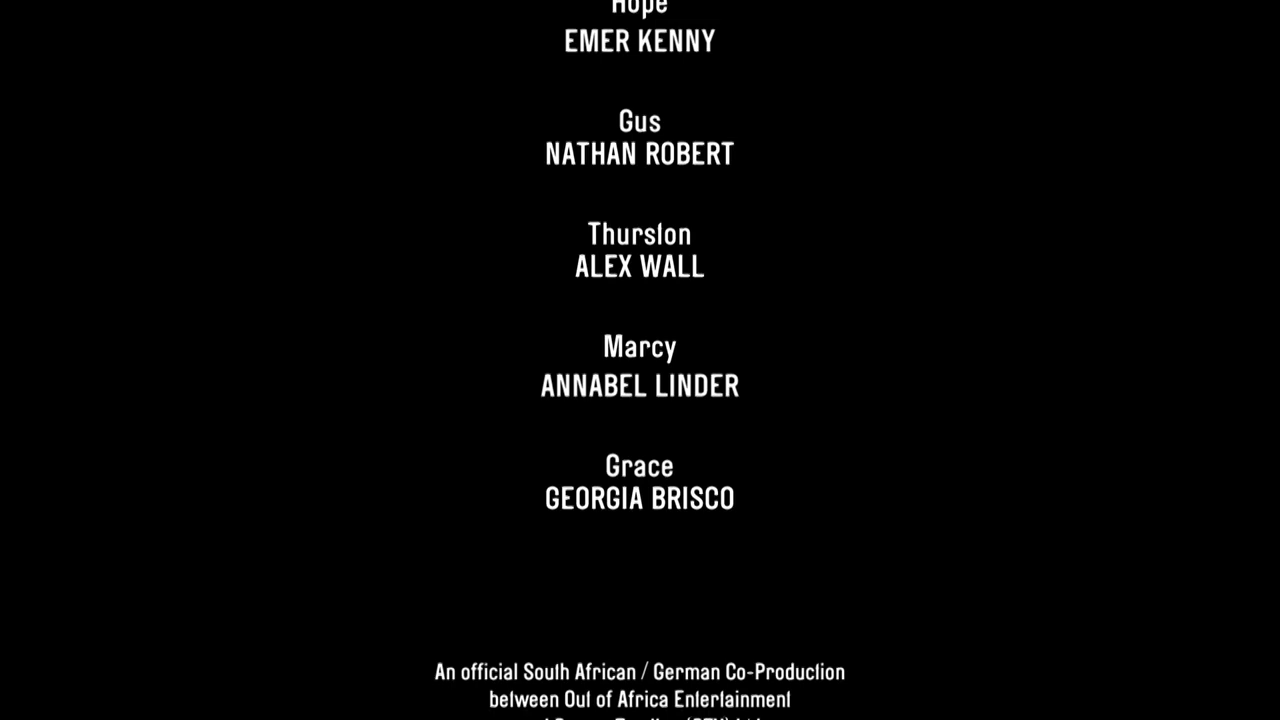 Hope
EMER KENNY
Gus
NATHAN ROBERT
Thurston
ALEX WALL
Marcy
ANNABEL LINDER
Grace
GEORGIA BRISCO
An official South African / German Co-Production
between Out of Africa Entertainment